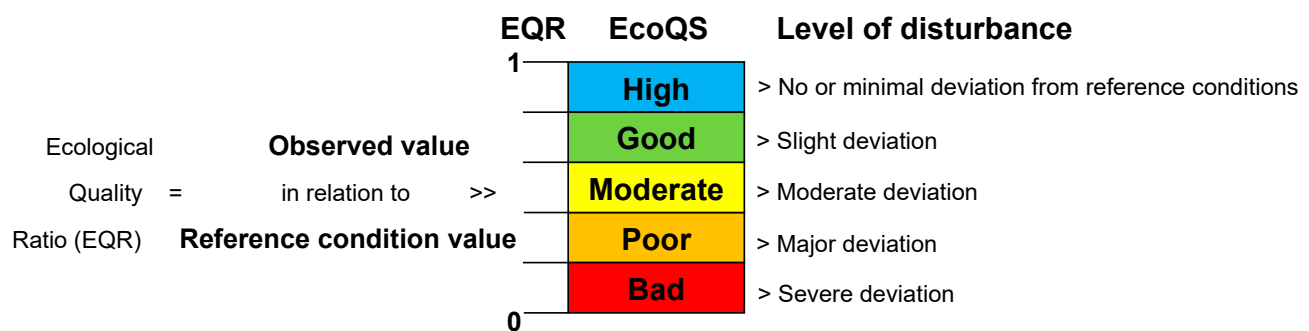 EQR EcoQS Level of disturbance
1
High > No or minimal deviation from reference conditions
Ecological Observed value Good > Slight deviation
Quality = in relation to >> Moderate > Moderate deviation
Ratio (EQR) Reference condition value Poor > Major deviation
Bad > Severe deviation
0